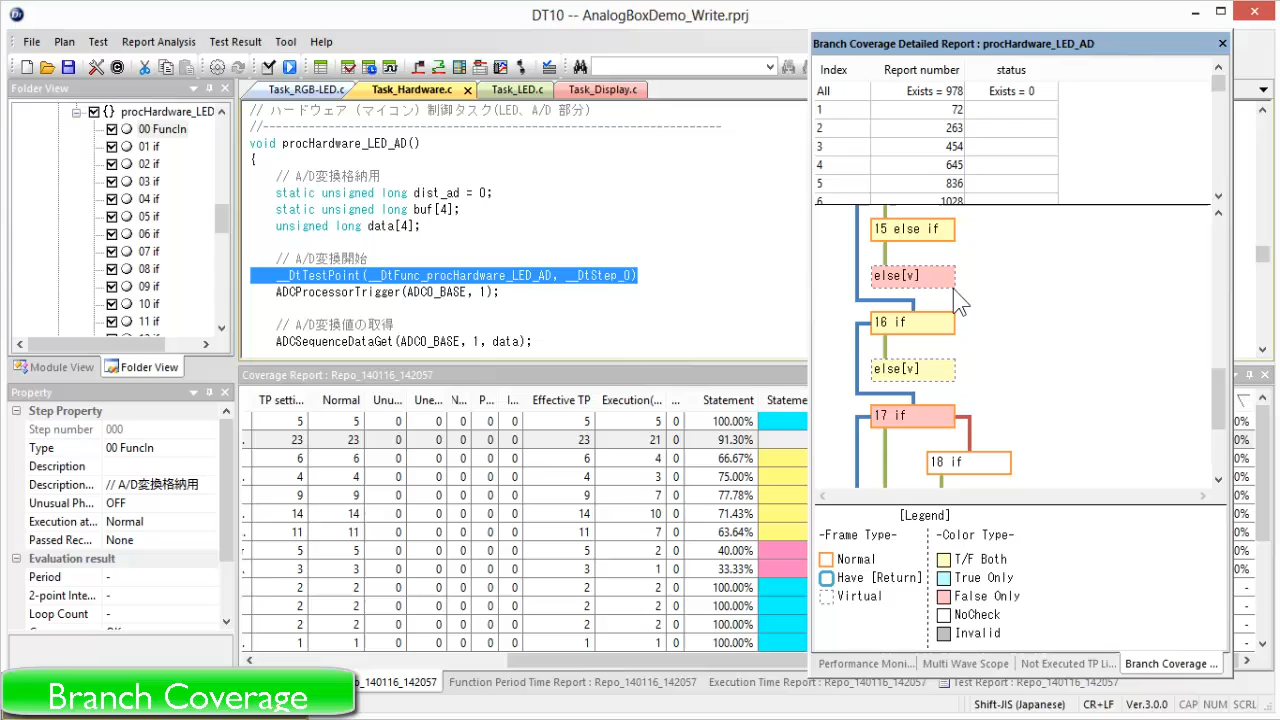 DT10 -- AnalogBoxDemo_Write.rprj
File Plan Test Report Analysis Test Result Tool Help
Folder View
procHardware_LED
00 FuncIn
01 if
02 if
03 if
04 if
05 if
06 if
07 if
08 if
09 if
10 if
11 if
Module View Folder View
Property
Step Property
Step number 000
Type 00 FuncIn
Description
Description... // A/D変換格納用
Unusual Ph... OFF
Execution at... Normal
Passed Rec... None
Evaluation result
Period -
2-point Inte... -
Loop Count -
Task_RGB-LED.c Task_Hardware.c Task_LED.c Task_Display.c
// ハードウェア（マイコン）制御タスク(LED、A/D 部分)
//----------------------------------------------------------------------
void procHardware_LED_AD()
{
// A/D変換格納用
static unsigned long dist_ad = 0;
static unsigned long buf[4];
unsigned long data[4];
// A/D変換開始
__DtTestPoint(__DtFunc_procHardware_LED_AD, __DtStep_0)
ADCProcessorTrigger(ADC0_BASE, 1);
// A/D変換値の取得
ADCSequenceDataGet(ADC0_BASE, 1, data);
Coverage Report : Repo_140116_142057
TP setti... Normal Unu... Une... N... P... I... Effective TP Execution(... ... Statement Stateme
5 5 0 0 0 0 0 5 5 0 100.00%
23 23 0 0 0 0 0 23 21 0 91.30%
6 6 0 0 0 0 0 6 4 0 66.67%
4 4 0 0 0 0 0 4 3 0 75.00%
9 9 0 0 0 0 0 9 7 0 77.78%
14 14 0 0 0 0 0 14 10 0 71.43%
11 11 0 0 0 0 0 11 7 0 63.64%
5 5 0 0 0 0 0 5 2 0 40.00%
3 3 0 0 0 0 0 3 1 0 33.33%
2 2 0 0 0 0 0 2 2 0 100.00%
2 2 0 0 0 0 0 2 2 0 100.00%
2 2 0 0 0 0 0 2 2 0 100.00%
1 1 0 0 0 0 0 1 1 0 100.00%
Branch Coverage Detailed Report : procHardware_LED_AD
Index Report number status
All Exists = 978 Exists = 0
1 72
2 263
3 454
4 645
5 836
6 1028
15 else if
else[v]
16 if
else[v]
17 if
18 if
[Legend]
-Frame Type- -Color Type-
Normal T/F Both
Have [Return] True Only
Virtual False Only
NoCheck
Invalid
Performance Moni... Multi Wave Scope Not Executed TP Li... Branch Coverage ...
po_140116_142057 Function Period Time Report : Repo_140116_142057 Execution Time Report : Repo_140116_142057 Test Report : Repo_140116_142057
Shift-JIS (Japanese) CR+LF Ver.3.0.0 CAP NUM SCRL
Branch Coverage